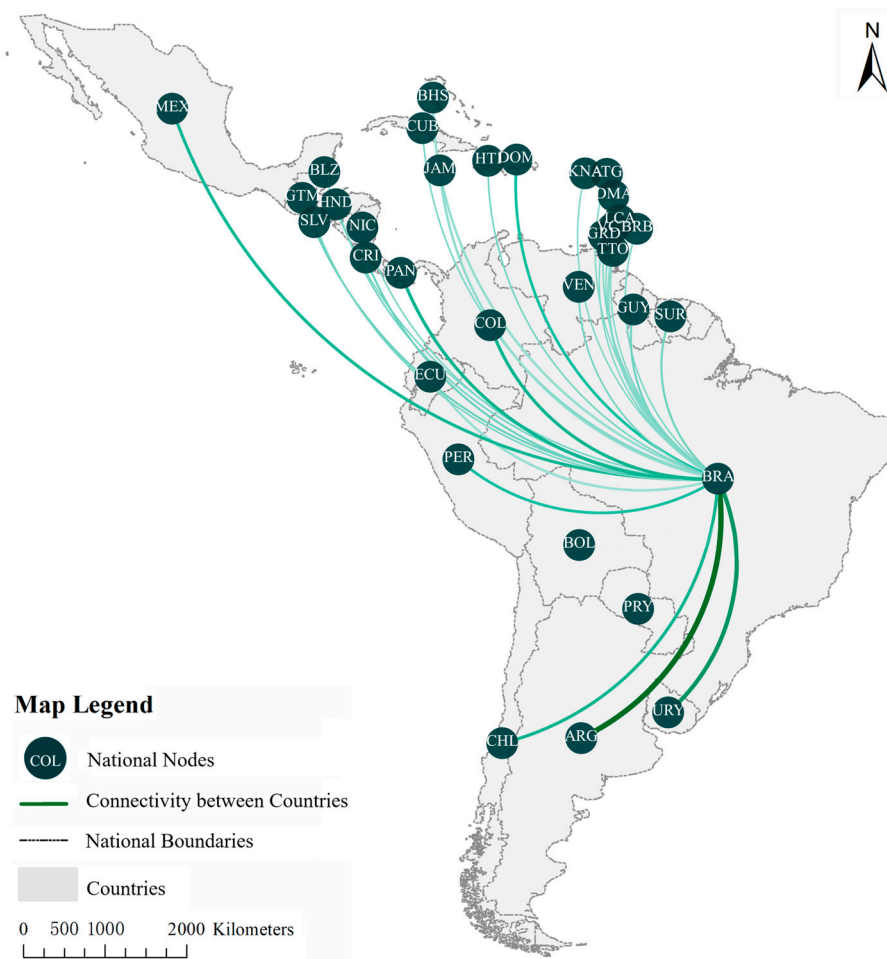 N
MEX
BHS
CUB
JAM
HTI
DOM
KNA
ATG
DMA
LCA
BRB
GRD
TTO
BLZ
GTM
HND
SLV
NIC
CRI
PAN
VEN
GUY
SUR
COL
ECU
PER
BRA
BOL
PRY
URY
CHL
ARG
Map Legend
COL National Nodes
Connectivity between Countries
National Boundaries
Countries
0 500 1000 2000 Kilometers